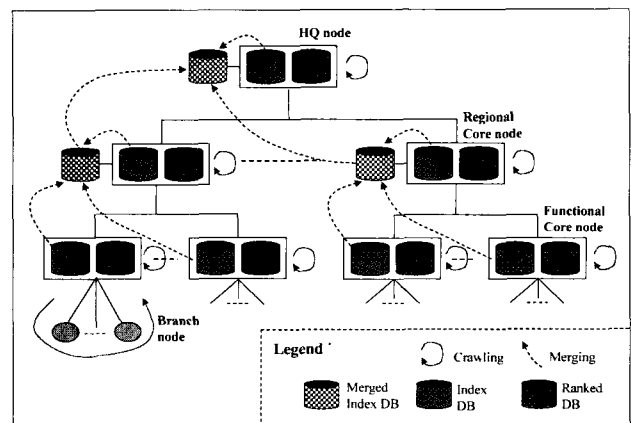 HQ node
Regional
Core node
Functional
Core node
Branch
node
Legend
Crawling
Merging
Merged
Index DB
Index
DB
Ranked
DB